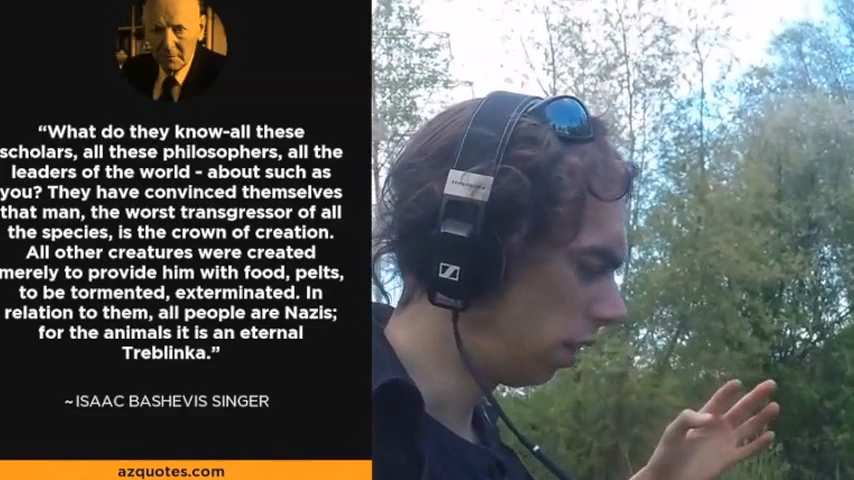 “What do they know-all these
scholars, all these philosophers, all the
leaders of the world - about such as
you? They have convinced themselves
that man, the worst transgressor of all
the species, is the crown of creation.
All other creatures were created
merely to provide him with food, pelts,
to be tormented, exterminated. In
relation to them, all people are Nazis;
for the animals it is an eternal
Treblinka.”
~ISAAC BASHEVIS SINGER
azquotes.com